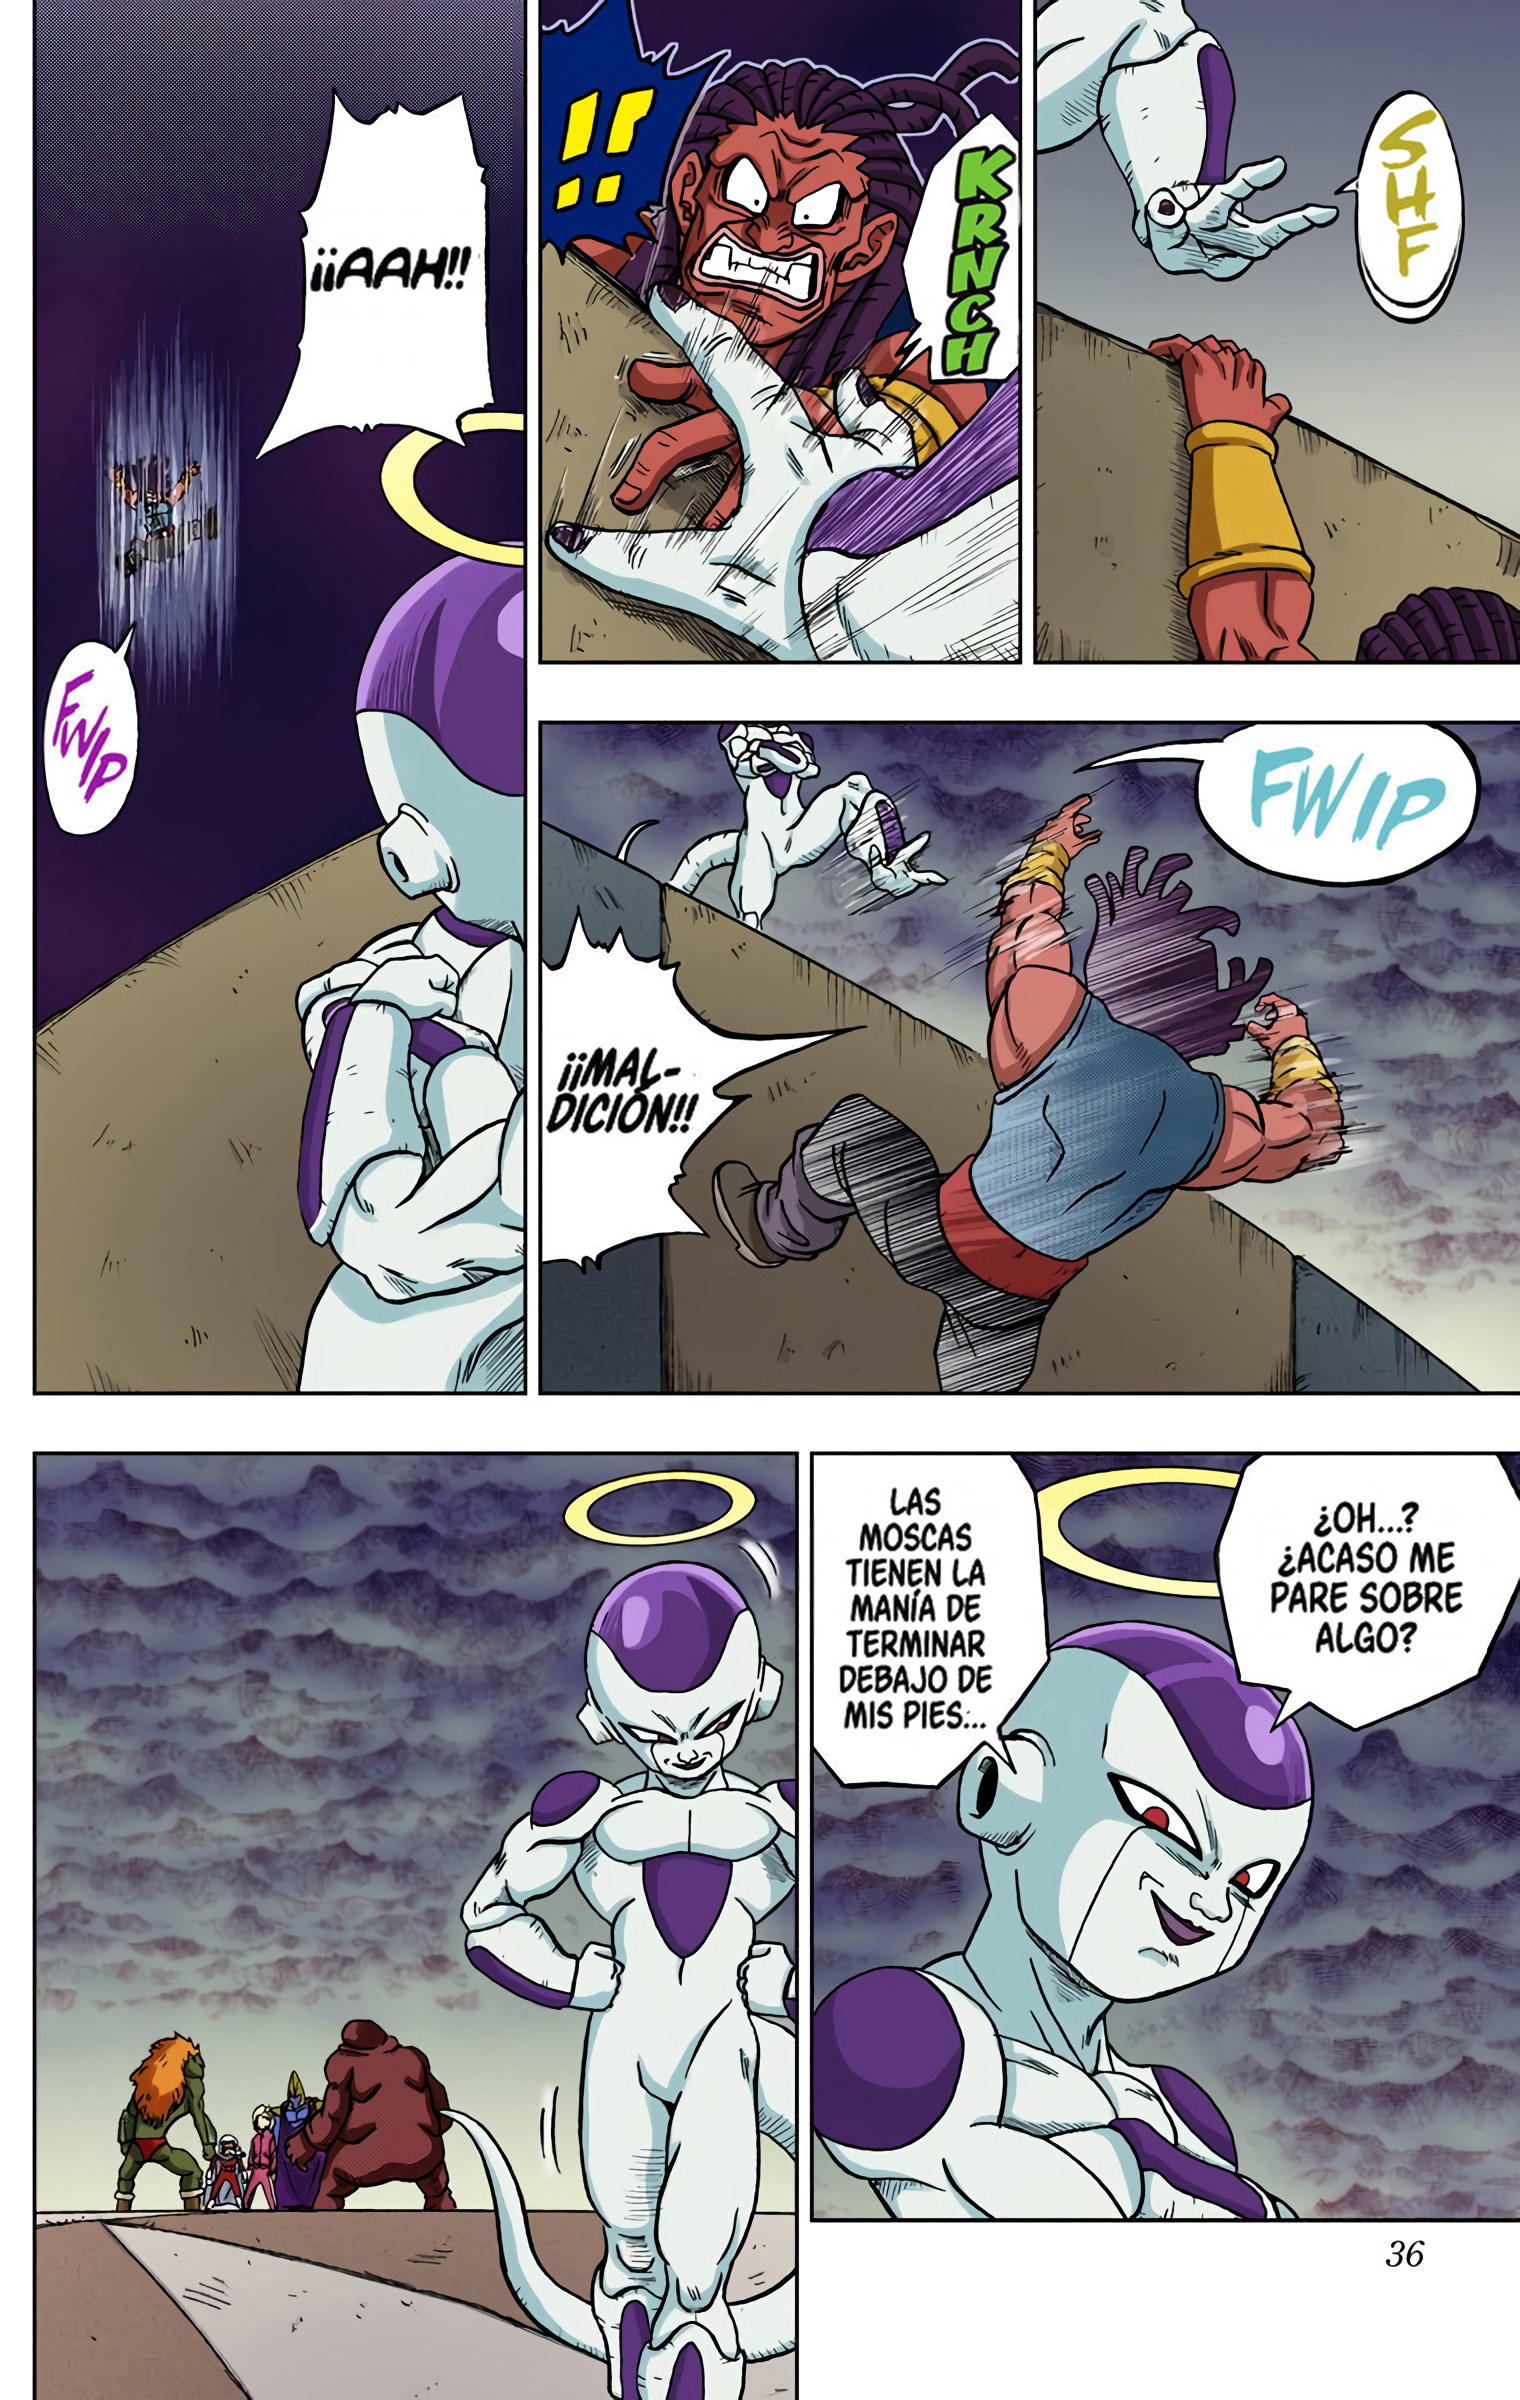 SHF
KRNCH
!!
FWIP
¡¡MAL-
DICIÓN!!
¡¡AAH!!
FWIP
¿OH...?
¿ACASO ME
PARE SOBRE
ALGO?
LAS
MOSCAS
TIENEN LA
MANÍA DE
TERMINAR
DEBAJO DE
MIS PIES...
36